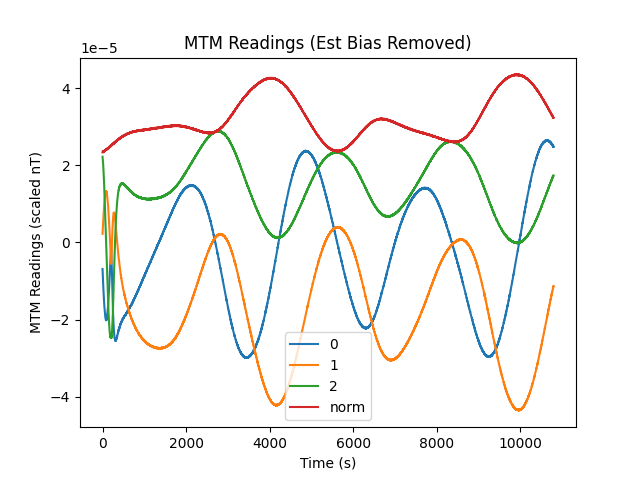 MTM Readings (Est Bias Removed)
1e−5
4
2
0
−2
−4
MTM Readings (scaled nT)
0
1
2
norm
0 2000 4000 6000 8000 10000
Time (s)